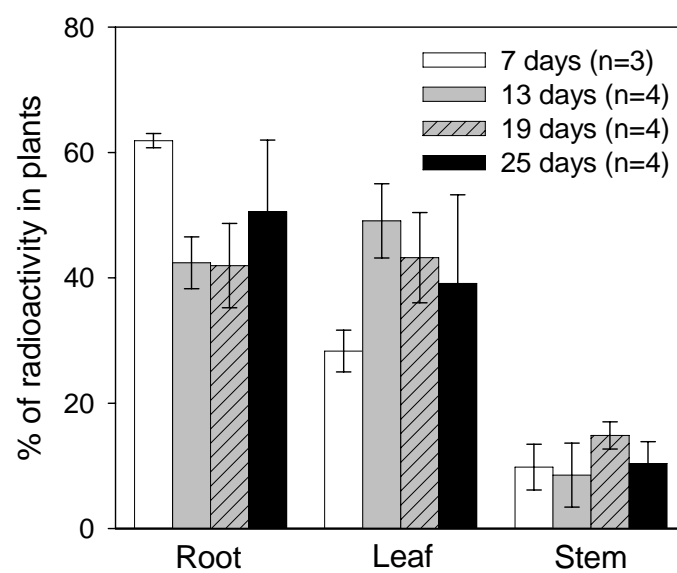 % of radioactivity in plants
80
60
40
20
0
7 days (n=3)
13 days (n=4)
19 days (n=4)
25 days (n=4)
Root Leaf Stem